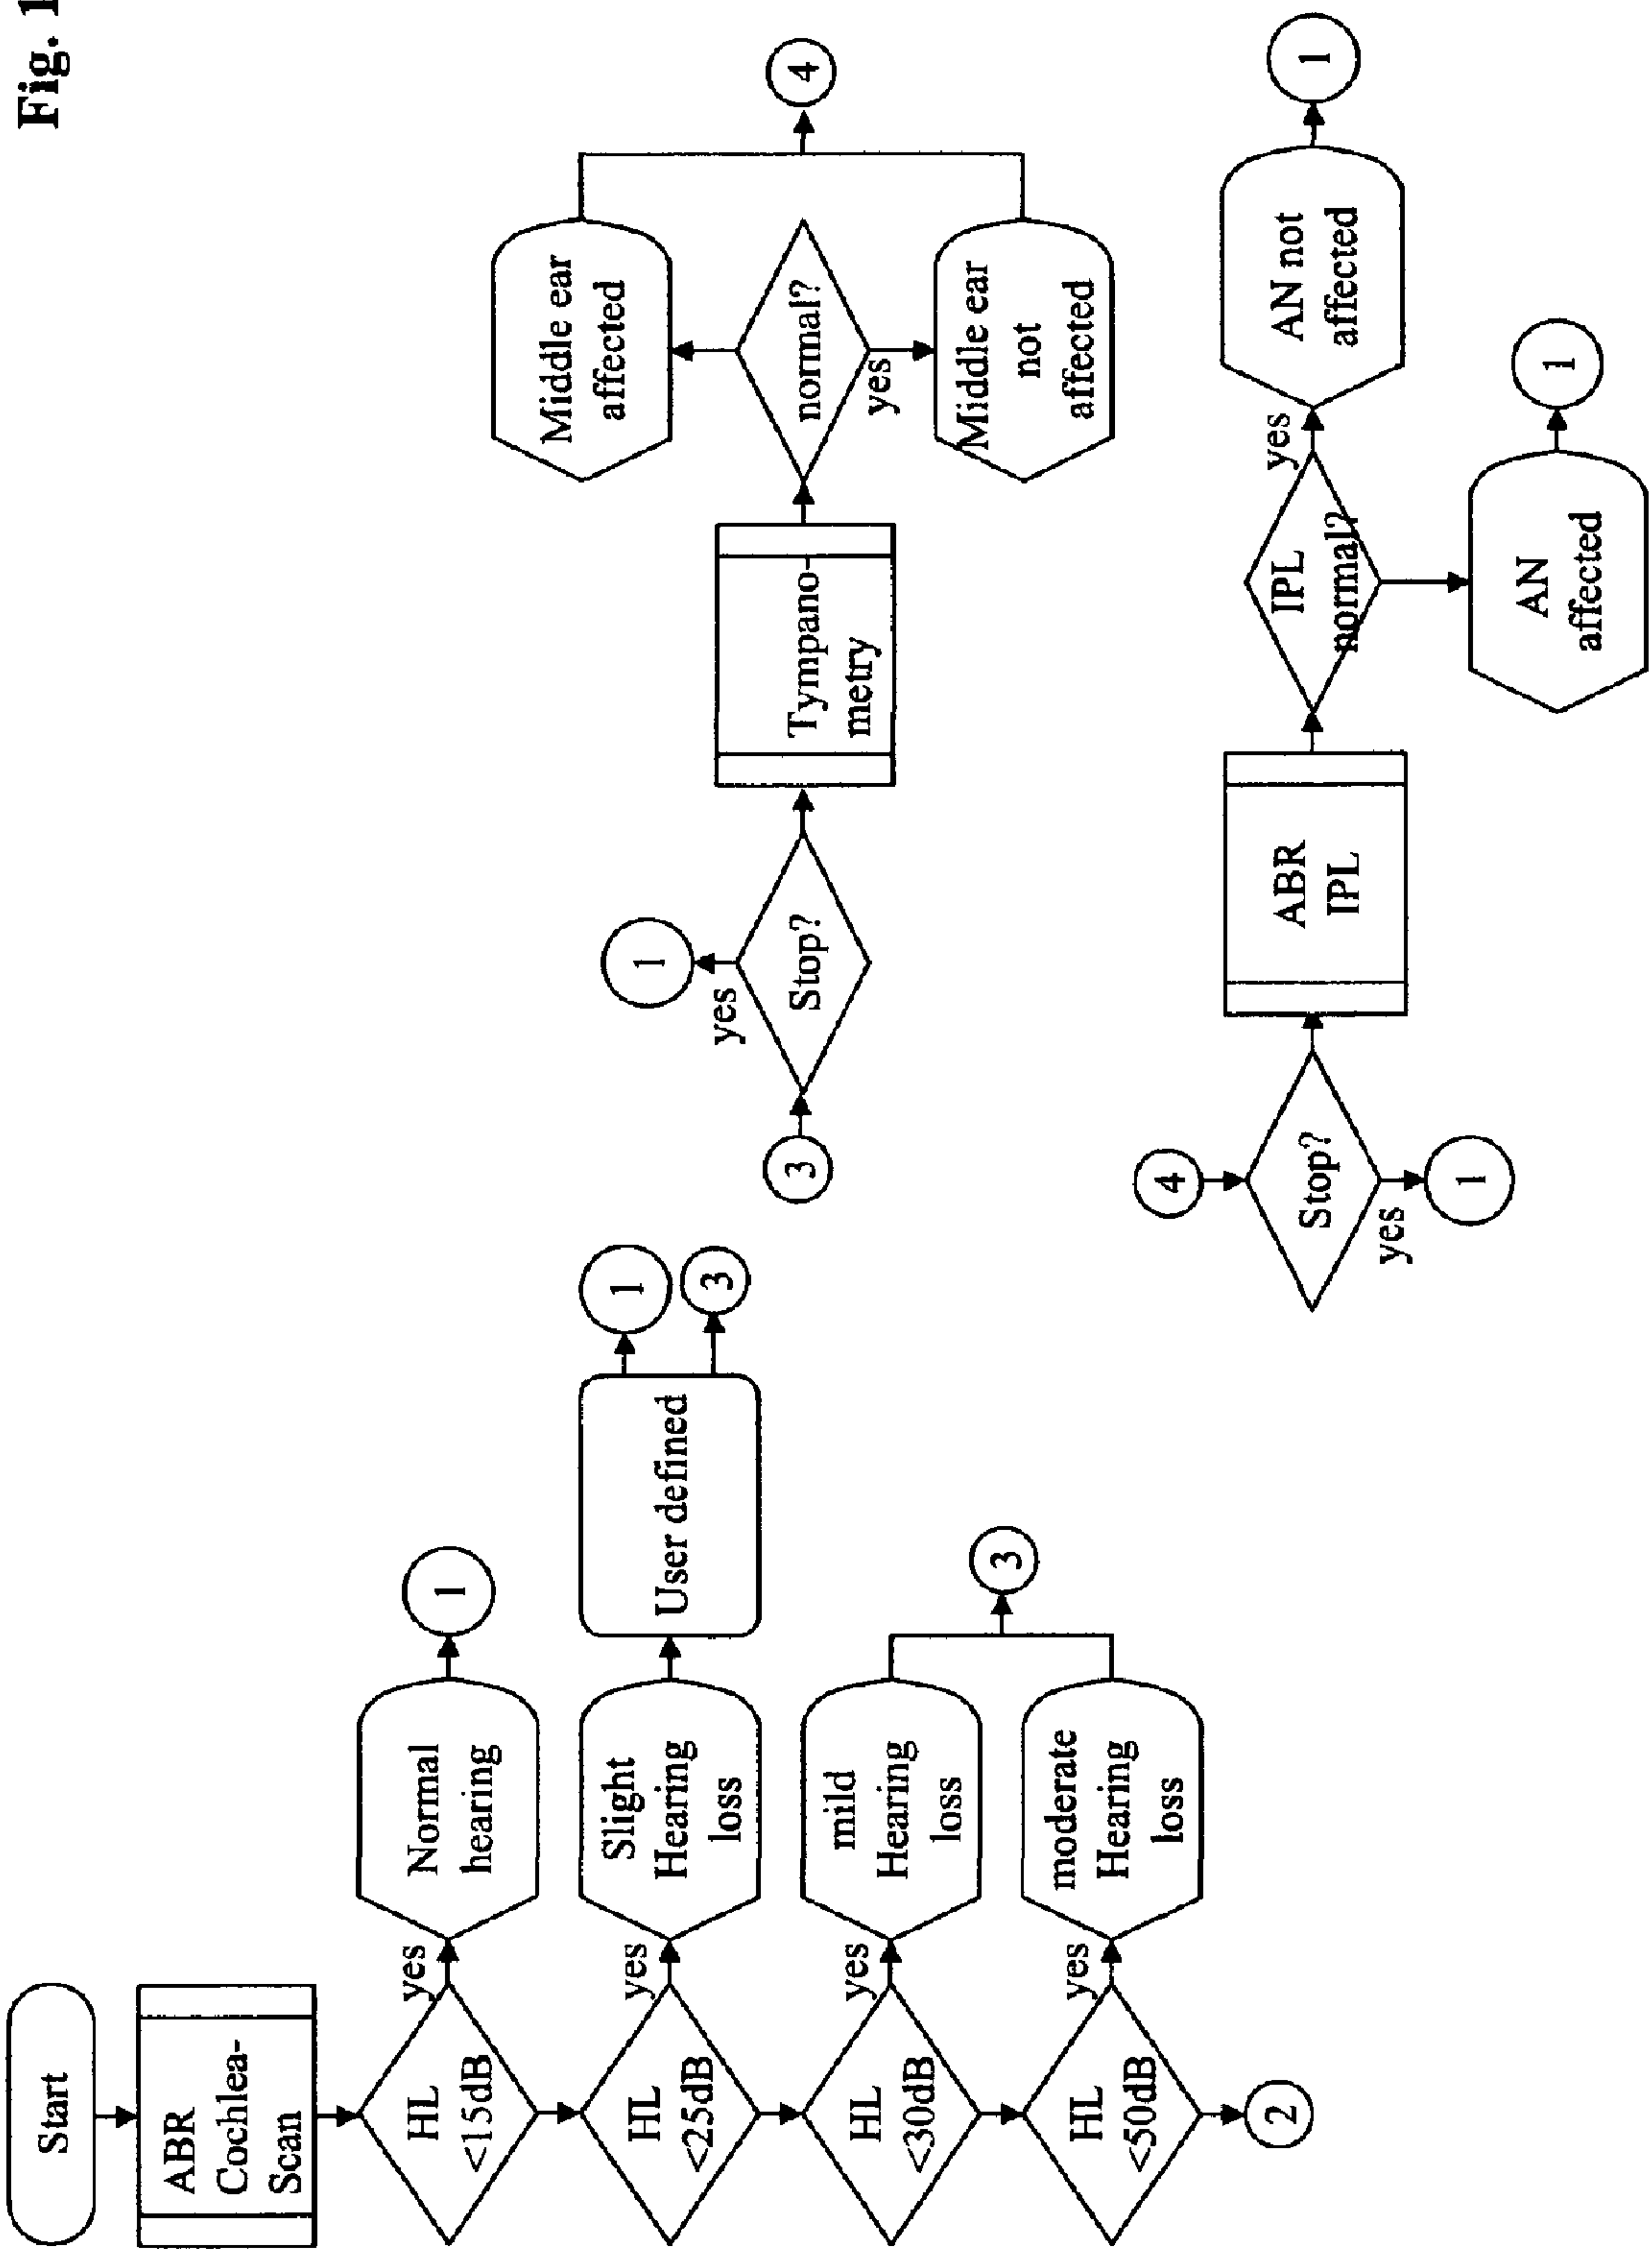 Fig. 1
Start
ABR
Cochlea-
Scan
HL
<15dB
yes
Normal
hearing
1
HL
<25dB
yes
Slight
Hearing
loss
User defined
1
3
HL
<30dB
yes
mild
Hearing
loss
HL
<50dB
yes
moderate
Hearing
loss
3
2
3
Stop?
yes
1
Tympano-
metry
normal?
yes
Middle ear
affected
Middle ear
not
affected
4
4
Stop?
yes
1
ABR
IPL
IPL
normal?
yes
AN not
affected
1
AN
affected
1